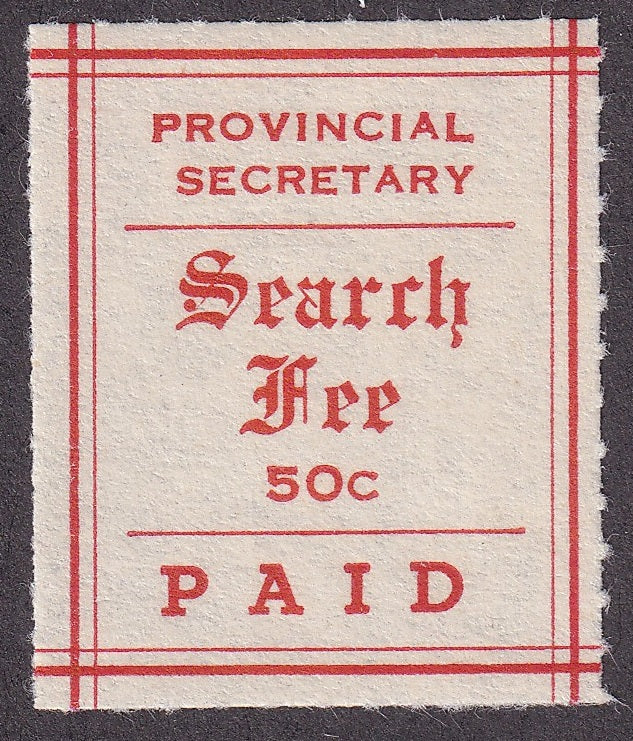 PROVINCIAL
SECRETARY
Search
Fee
50c
PAID